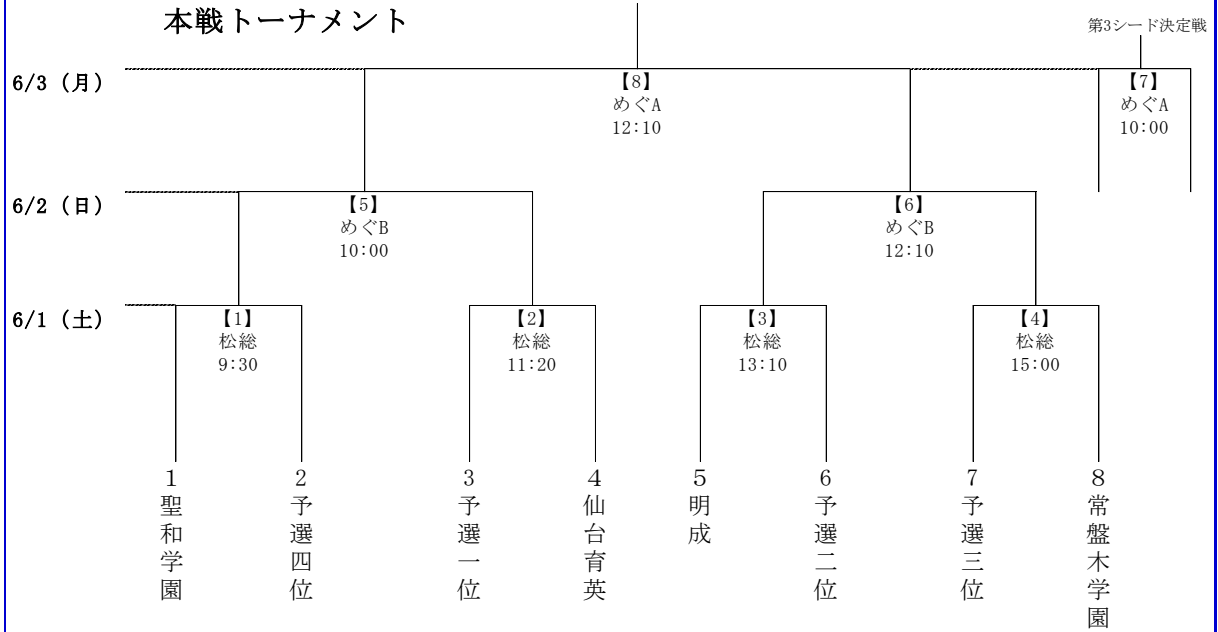 本戦トーナメント
第3シード決定戦
6/3 (月)
【8】
めぐA
12:10
【7】
めぐA
10:00
6/2 (日)
【5】
めぐB
10:00
【6】
めぐB
12:10
6/1 (土)
【1】
松総
9:30
【2】
松総
11:20
【3】
松総
13:10
【4】
松総
15:00
1
聖和学園
2
予選四位
3
予選一位
4
仙台育英
5
明成
6
予選二位
7
予選三位
8
常盤木学園